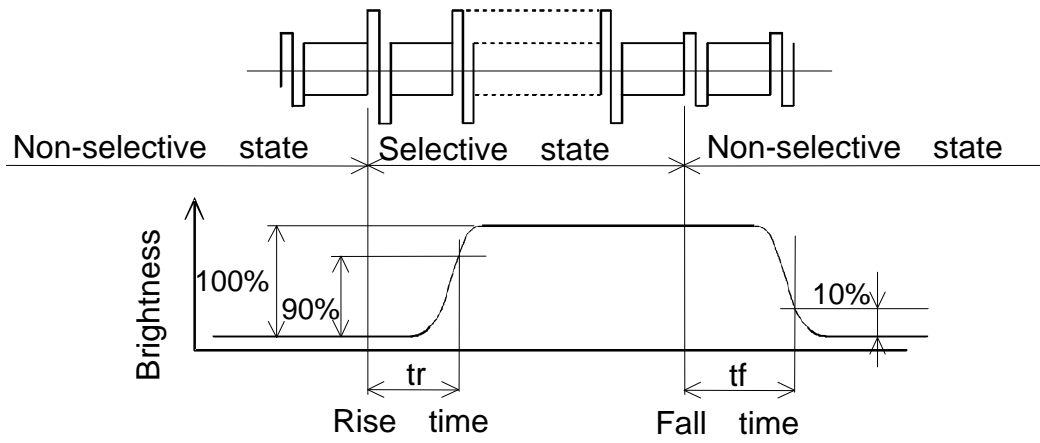 Non-selective state Selective state Non-selective state
Brightness
100%
90%
10%
tr tf
Rise time Fall time